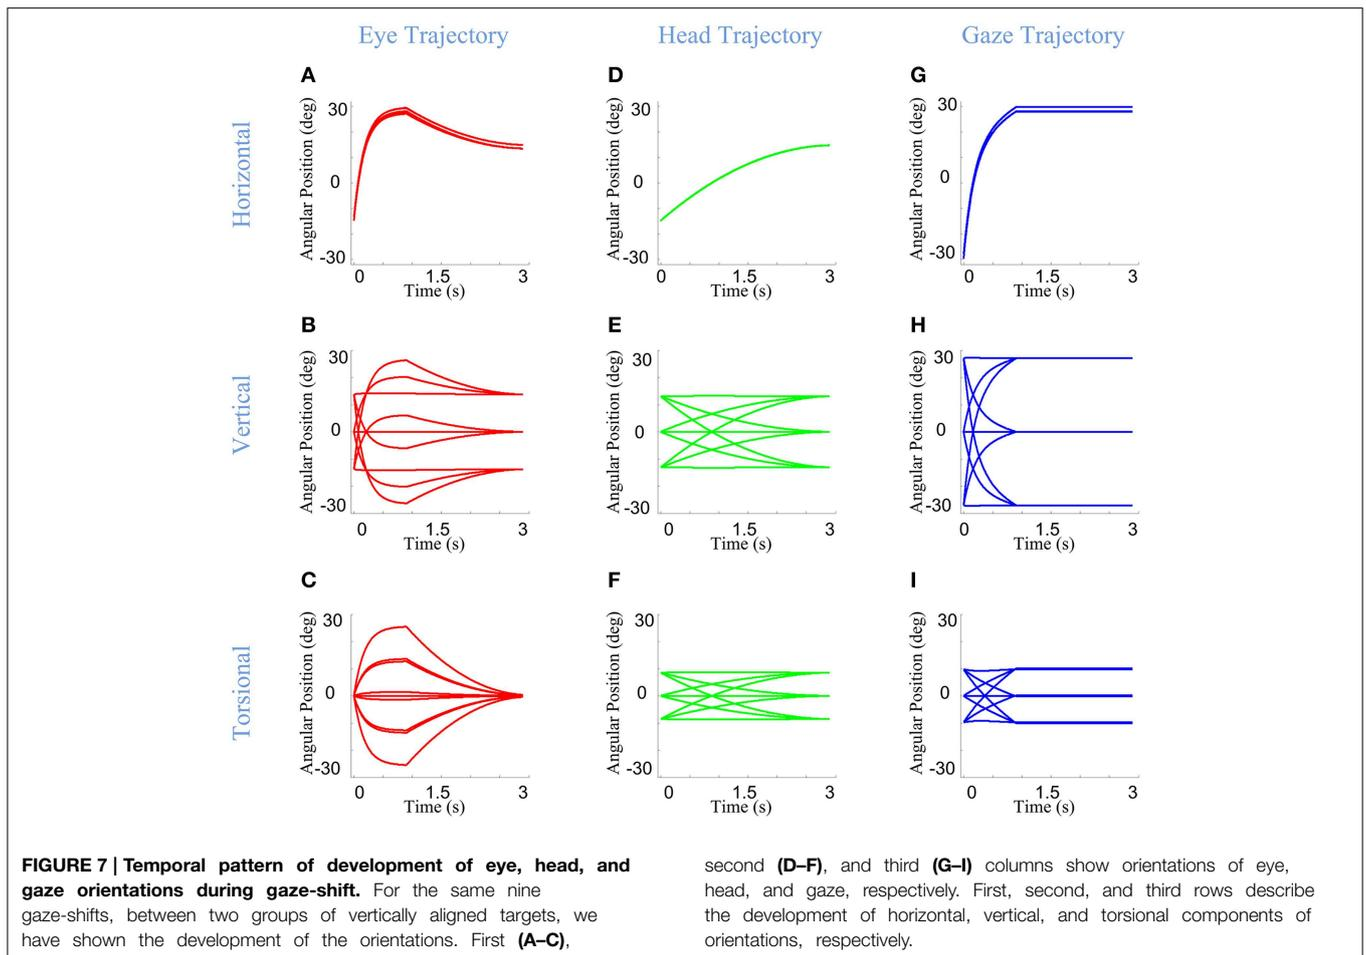 Eye Trajectory
Head Trajectory
Gaze Trajectory
Horizontal
A
Angular Position (deg)
30
0
-30
0 1.5 3
Time (s)
D
Angular Position (deg)
30
0
-30
0 1.5 3
Time (s)
G
Angular Position (deg)
30
0
-30
0 1.5 3
Time (s)
Vertical
B
Angular Position (deg)
30
0
-30
0 1.5 3
Time (s)
E
Angular Position (deg)
30
0
-30
0 1.5 3
Time (s)
H
Angular Position (deg)
30
0
-30
0 1.5 3
Time (s)
Torsional
C
Angular Position (deg)
30
0
-30
0 1.5 3
Time (s)
F
Angular Position (deg)
30
0
-30
0 1.5 3
Time (s)
I
Angular Position (deg)
30
0
-30
0 1.5 3
Time (s)
FIGURE 7 | Temporal pattern of development of eye, head, and
gaze orientations during gaze-shift. For the same nine
gaze-shifts, between two groups of vertically aligned targets, we
have shown the development of the orientations. First (A–C),
second (D–F), and third (G–I) columns show orientations of eye,
head, and gaze, respectively. First, second, and third rows describe
the development of horizontal, vertical, and torsional components of
orientations, respectively.